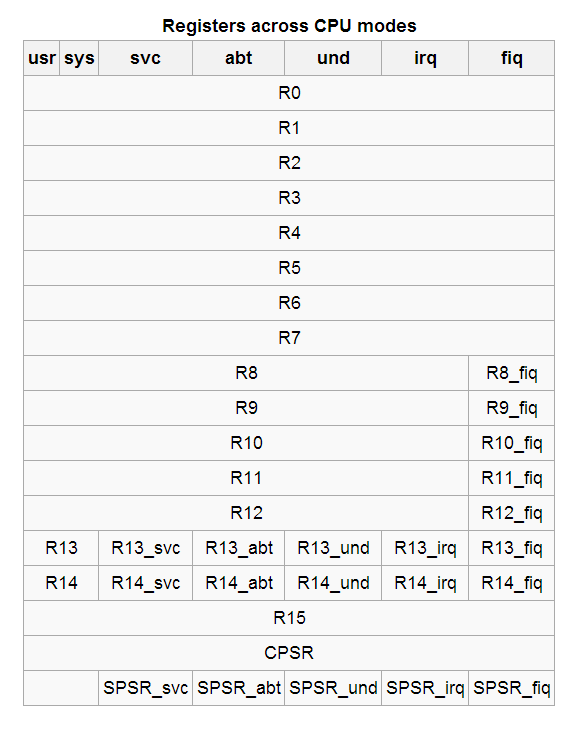 Registers across CPU modes
usr sys svc abt und irq fiq
R0
R1
R2
R3
R4
R5
R6
R7
R8 R8_fiq
R9 R9_fiq
R10 R10_fiq
R11 R11_fiq
R12 R12_fiq
R13 R13_svc R13_abt R13_und R13_irq R13_fiq
R14 R14_svc R14_abt R14_und R14_irq R14_fiq
R15
CPSR
SPSR_svc SPSR_abt SPSR_und SPSR_irq SPSR_fiq